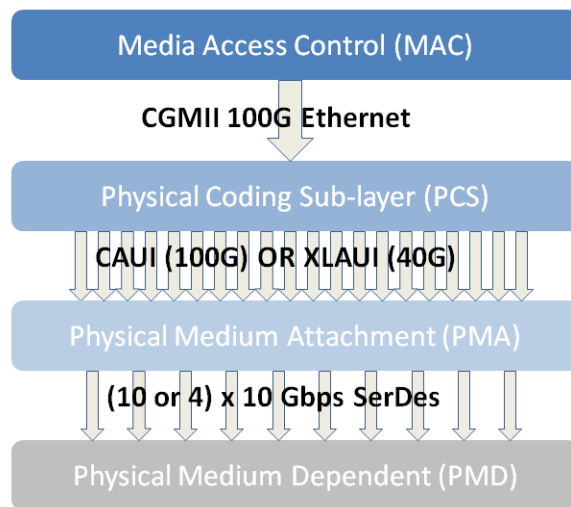 Media Access Control (MAC)
CGMII 100G Ethernet
Physical Coding Sub-layer (PCS)
CAUI (100G) OR XLAUI (40G)
Physical Medium Attachment (PMA)
(10 or 4) x 10 Gbps SerDes
Physical Medium Dependent (PMD)